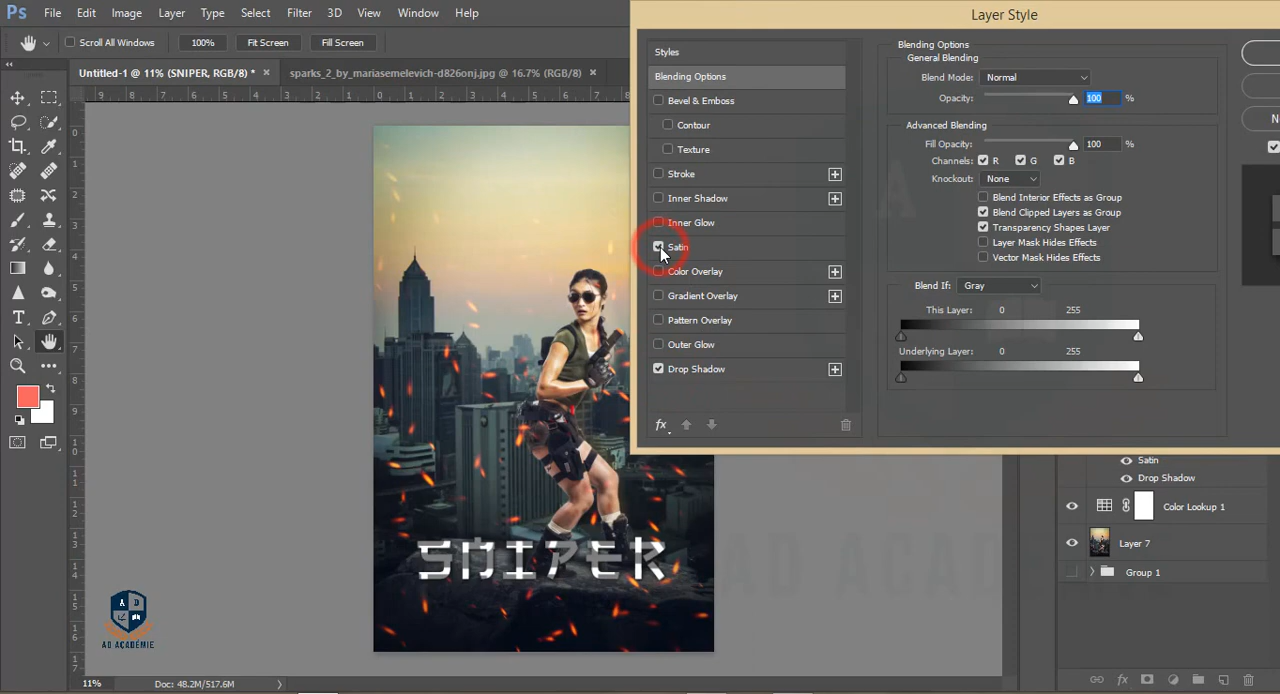 Ps File Edit Image Layer Type Select Filter 3D View Window Help
Layer Style
Scroll All Windows 100% Fit Screen Fill Screen
Untitled-1 @ 11% (SNIPER, RGB/8) * × sparks_2_by_mariasemelevich-d826onj.jpg @ 16.7% (RGB/8) ×
Styles
Blending Options
Bevel & Emboss
Contour
Texture
Stroke
Inner Shadow
Inner Glow
Satin
Color Overlay
Gradient Overlay
Pattern Overlay
Outer Glow
Drop Shadow
fx
Blending Options
General Blending
Blend Mode: Normal
Opacity: 100 %
Advanced Blending
Fill Opacity: 100 %
Channels: R G B
Knockout: None
Blend Interior Effects as Group
Blend Clipped Layers as Group
Transparency Shapes Layer
Layer Mask Hides Effects
Vector Mask Hides Effects
Blend If: Gray
This Layer: 0 255
Underlying Layer: 0 255
N
SNIPER
AD ACADEMIE
AD ACADEMIE
Satin
Drop Shadow
Color Lookup 1
Layer 7
Group 1
11% Doc: 48.2M/517.6M
fx